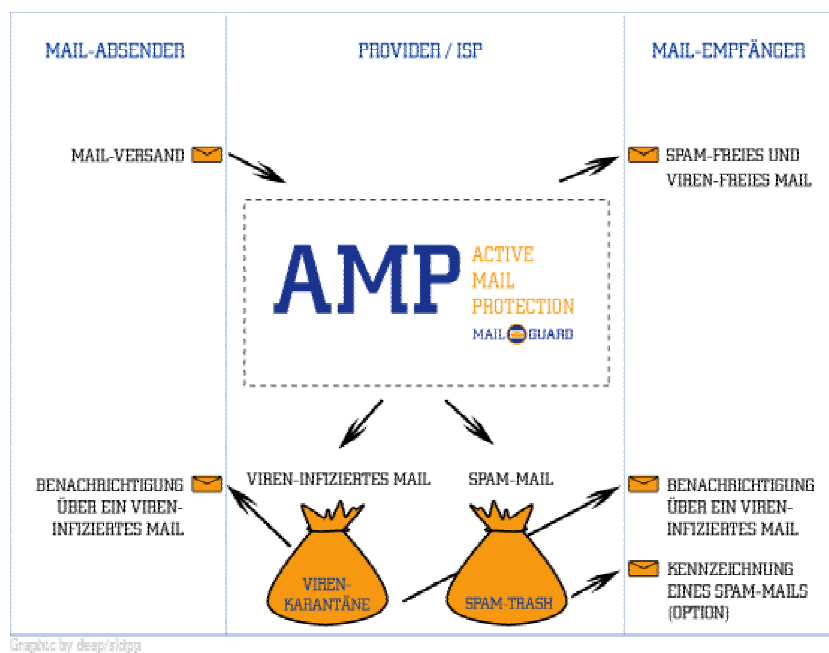 MAIL-ABSENDER
PROVIDER / ISP
MAIL-EMPFÄNGER
MAIL-VERSAND
SPAM-FREIES UND
VIREN-FREIES MAIL
AMP
ACTIVE
MAIL
PROTECTION
MAIL GUARD
VIREN-INFIZIERTES MAIL
SPAM-MAIL
BENACHRICHTIGUNG
ÜBER EIN VIREN-
INFIZIERTES MAIL
BENACHRICHTIGUNG
ÜBER EIN VIREN-
INFIZIERTES MAIL
VIREN-
KARANTÄNE
SPAM-TRASH
KENNZEICHNUNG
EINES SPAM-MAILS
(OPTION)
Graphic by